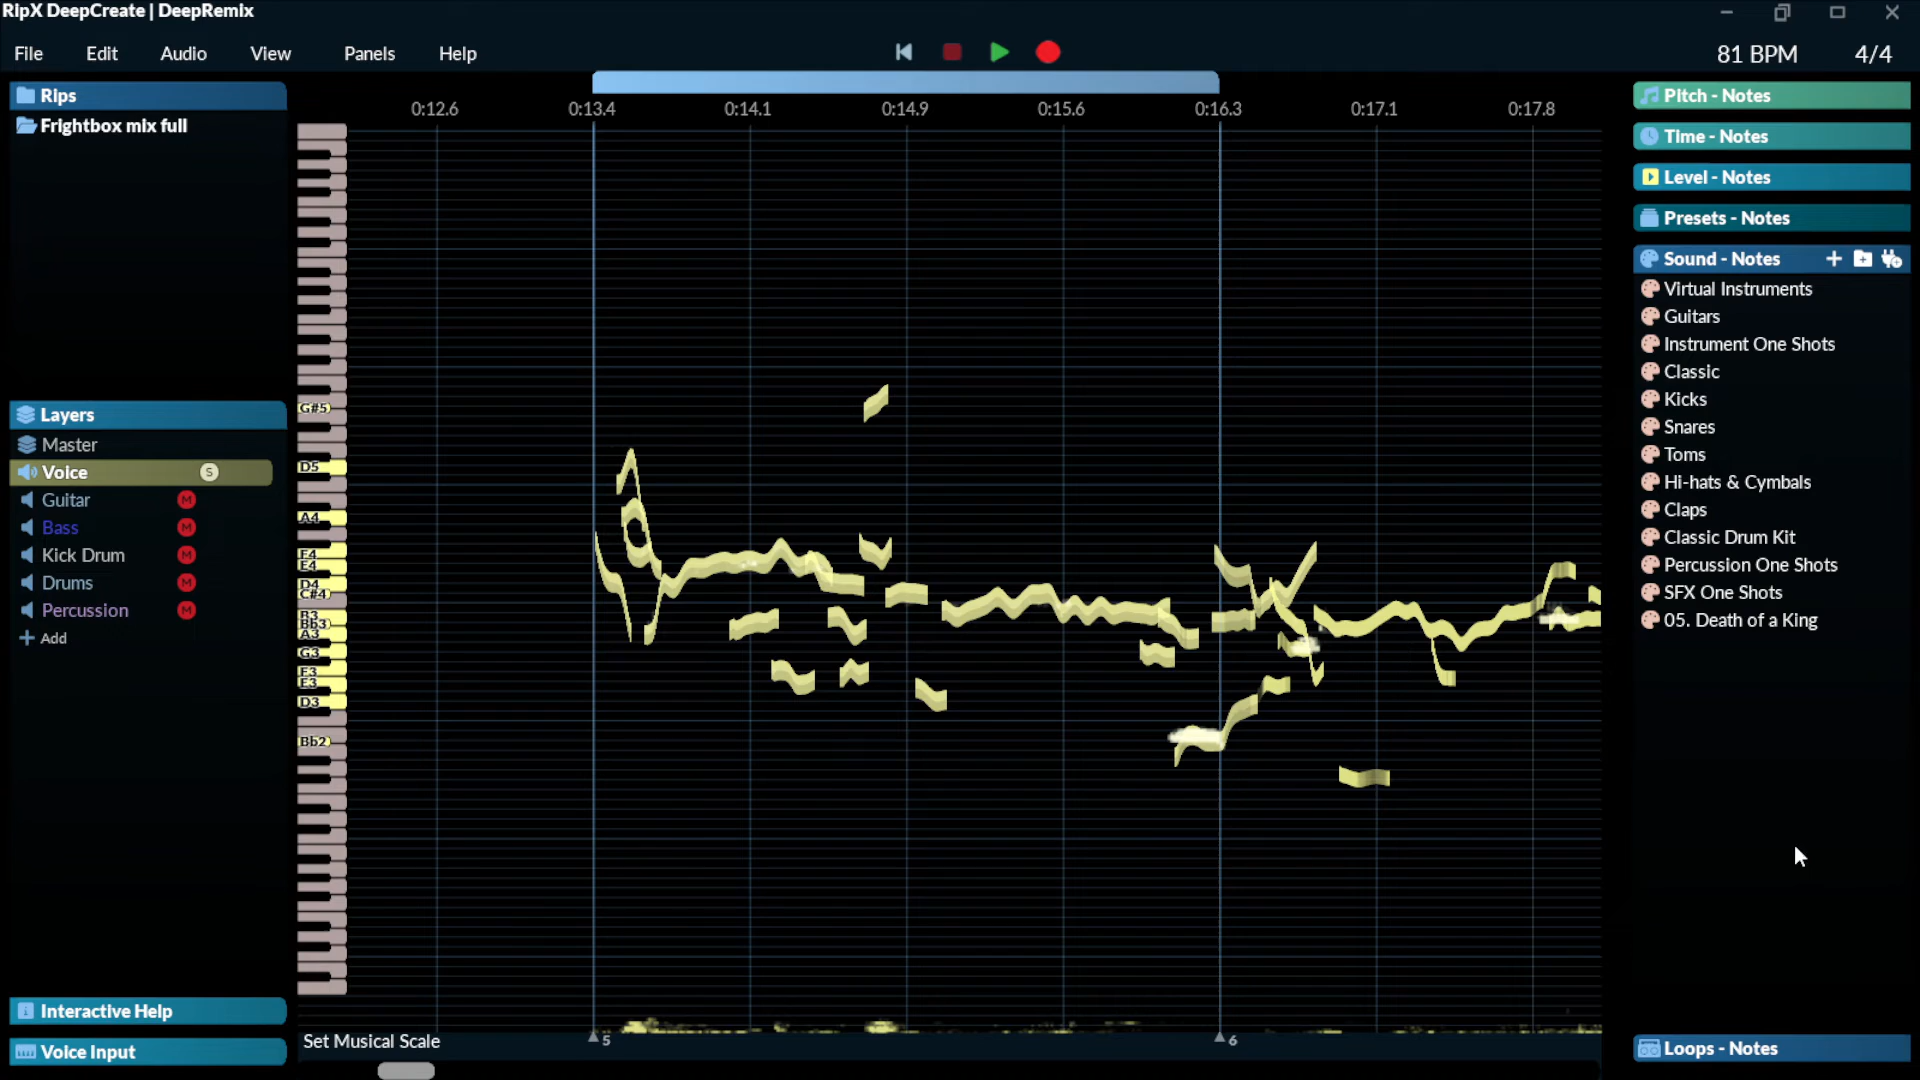 RipX DeepCreate | DeepRemix
File Edit Audio View Panels Help
81 BPM 4/4
Rips
Frightbox mix full
Layers
Master
Voice S
Guitar M
Bass M
Kick Drum M
Drums M
Percussion M
Add
Interactive Help
Voice Input
0:12.6 0:13.4 0:14.1 0:14.9 0:15.6 0:16.3 0:17.1 0:17.8
G#5
D5
A4
F4
E4
D4
C#4
B3
Bb3
A3
G3
F3
E3
D3
Bb2
Set Musical Scale
5 6
Pitch - Notes
Time - Notes
Level - Notes
Presets - Notes
Sound - Notes
Virtual Instruments
Guitars
Instrument One Shots
Classic
Kicks
Snares
Toms
Hi-hats & Cymbals
Claps
Classic Drum Kit
Percussion One Shots
SFX One Shots
05. Death of a King
Loops - Notes